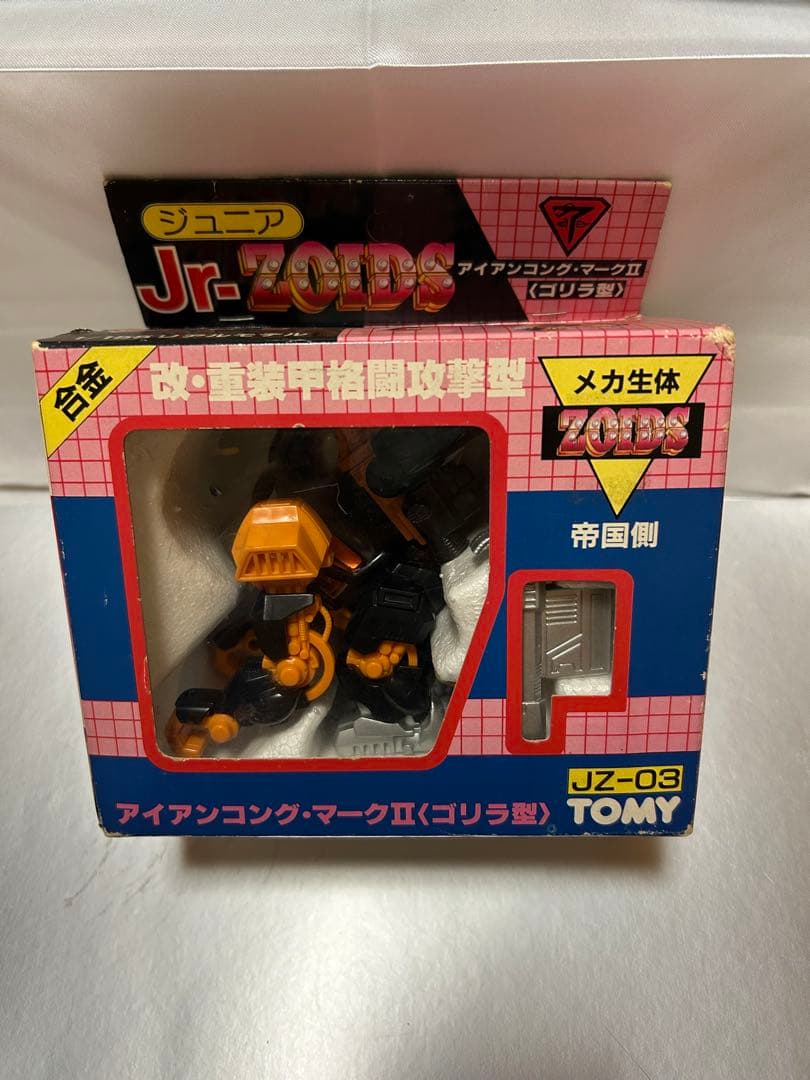 ジュニア
Jr-ZOIDS
アイアンコング・マークⅡ
〈ゴリラ型〉
合金
改・重装甲格闘攻撃型
メカ生体
ZOIDS
帝国側
JZ-03
アイアンコング・マークⅡ〈ゴリラ型〉
TOMY